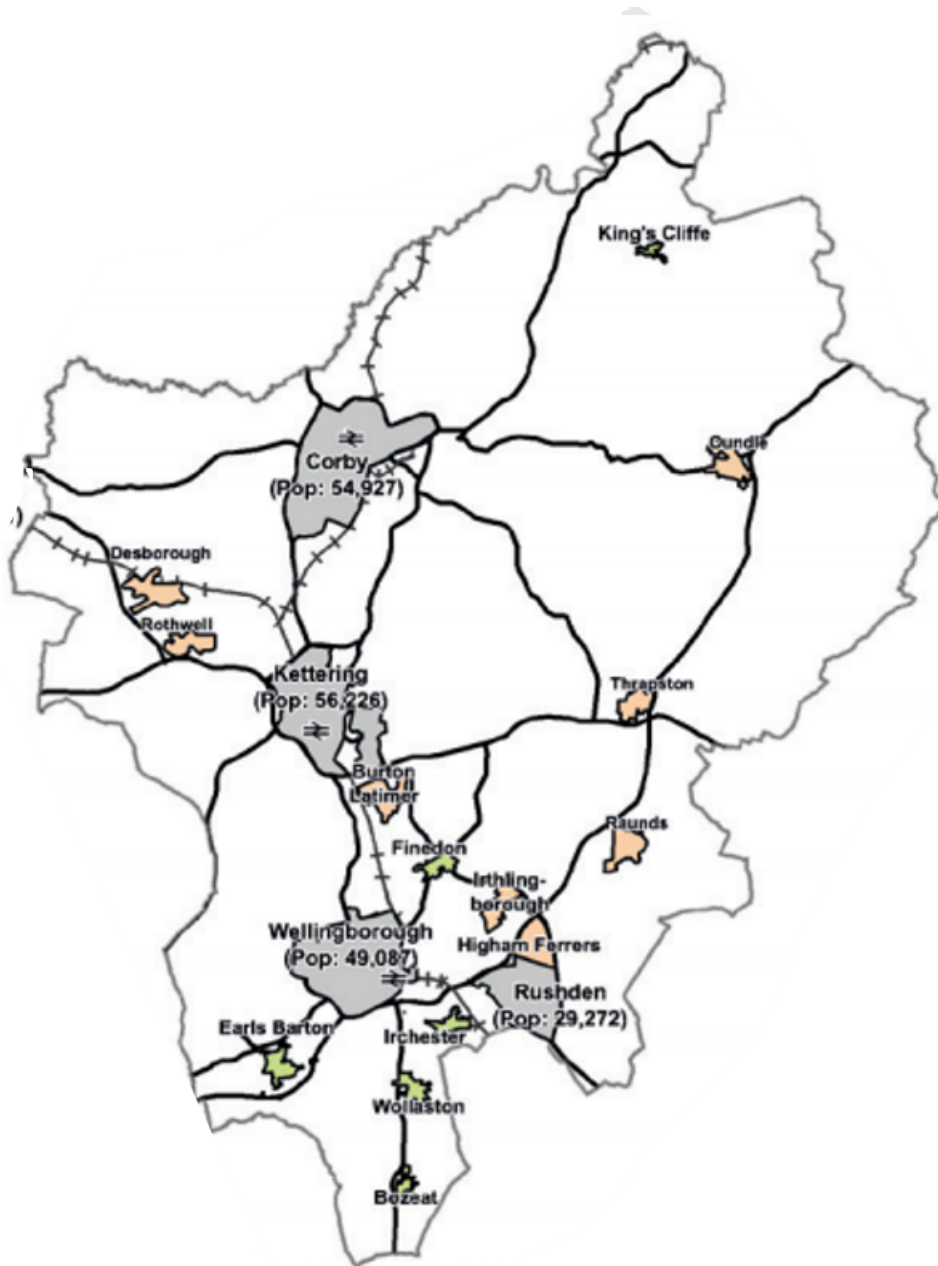 King's Cliffe
Oundle
Corby
(Pop: 54,927)
)
Desborough
Rothwell
Kettering
(Pop: 56,226)
Thrapston
Burton
Latimer
Raunds
Finedon
Irthling-
borough
Wellingborough
(Pop: 49,087)
Higham Ferrers
Rushden
(Pop: 29,272)
Earls Barton
Irchester
Wollaston
Bozeat